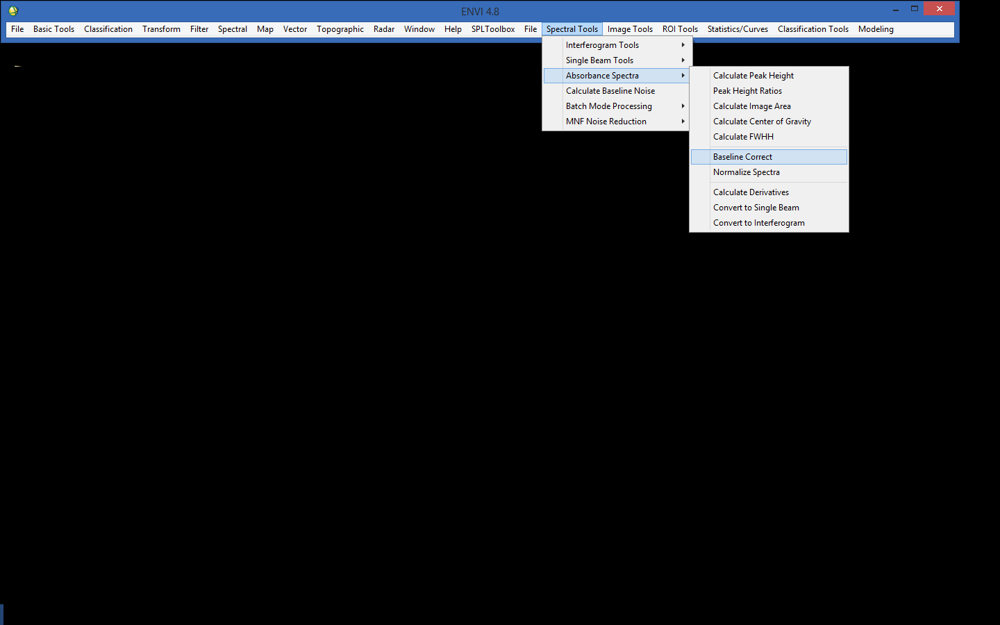 ENVI 4.8
File Basic Tools Classification Transform Filter Spectral Map Vector Topographic Radar Window Help SPLToolbox File Spectral Tools Image Tools ROI Tools Statistics/Curves Classification Tools Modeling
Interferogram Tools
Single Beam Tools
Absorbance Spectra
Calculate Baseline Noise
Batch Mode Processing
MNF Noise Reduction
Calculate Peak Height
Peak Height Ratios
Calculate Image Area
Calculate Center of Gravity
Calculate FWHH
Baseline Correct
Normalize Spectra
Calculate Derivatives
Convert to Single Beam
Convert to Interferogram